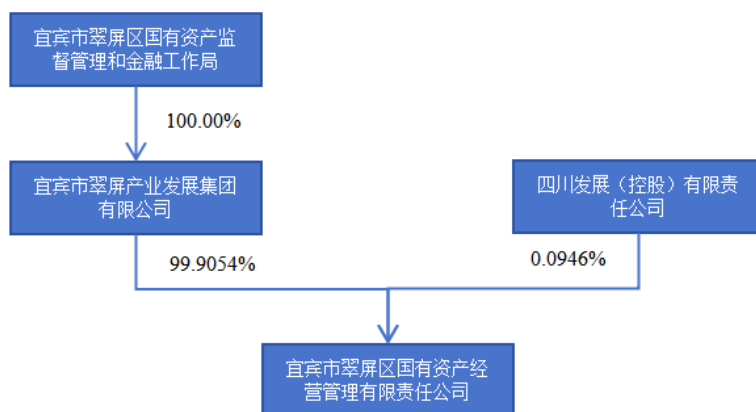 宜宾市翠屏区国有资产监
督管理和金融工作局
100.00%
宜宾市翠屏产业发展集团
有限公司
四川发展（控股）有限责
任公司
99.9054%
0.0946%
宜宾市翠屏区国有资产经
营管理有限责任公司